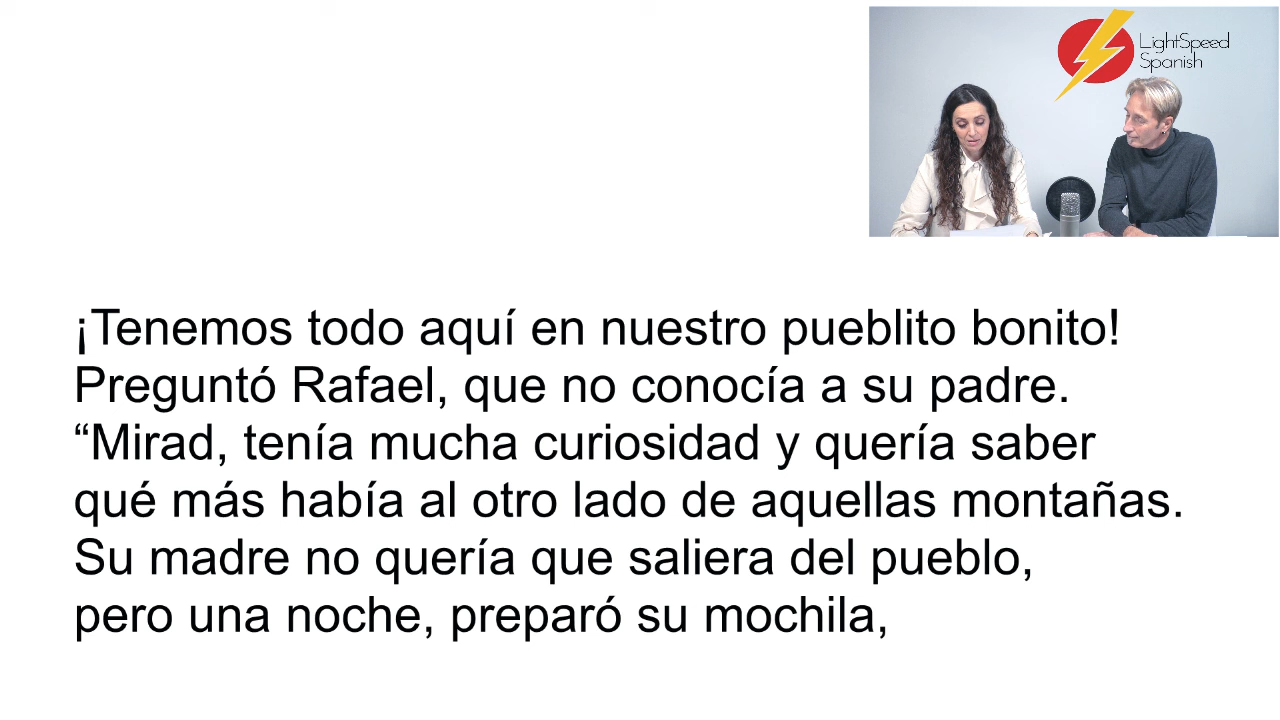 LightSpeed
Spanish
¡Tenemos todo aquí en nuestro pueblito bonito!
Preguntó Rafael, que no conocía a su padre.
“Mirad, tenía mucha curiosidad y quería saber
qué más había al otro lado de aquellas montañas.
Su madre no quería que saliera del pueblo,
pero una noche, preparó su mochila,